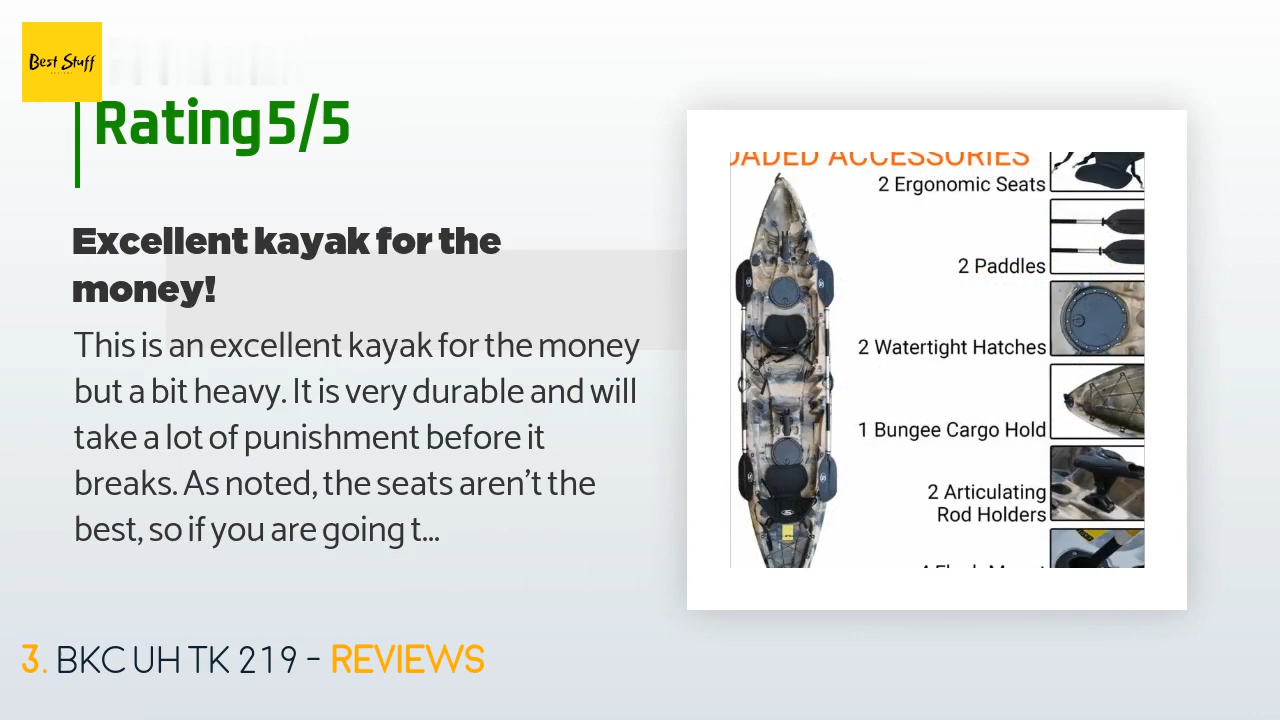 Best Stuff
Rating 5/5
Excellent kayak for the
money!
This is an excellent kayak for the money
but a bit heavy. It is very durable and will
take a lot of punishment before it
breaks. As noted, the seats aren't the
best, so if you are going t...
ACCESSORIES
2 Ergonomic Seats
2 Paddles
2 Watertight Hatches
1 Bungee Cargo Hold
2 Articulating
Rod Holders
3. BKC UH TK 219 - REVIEWS